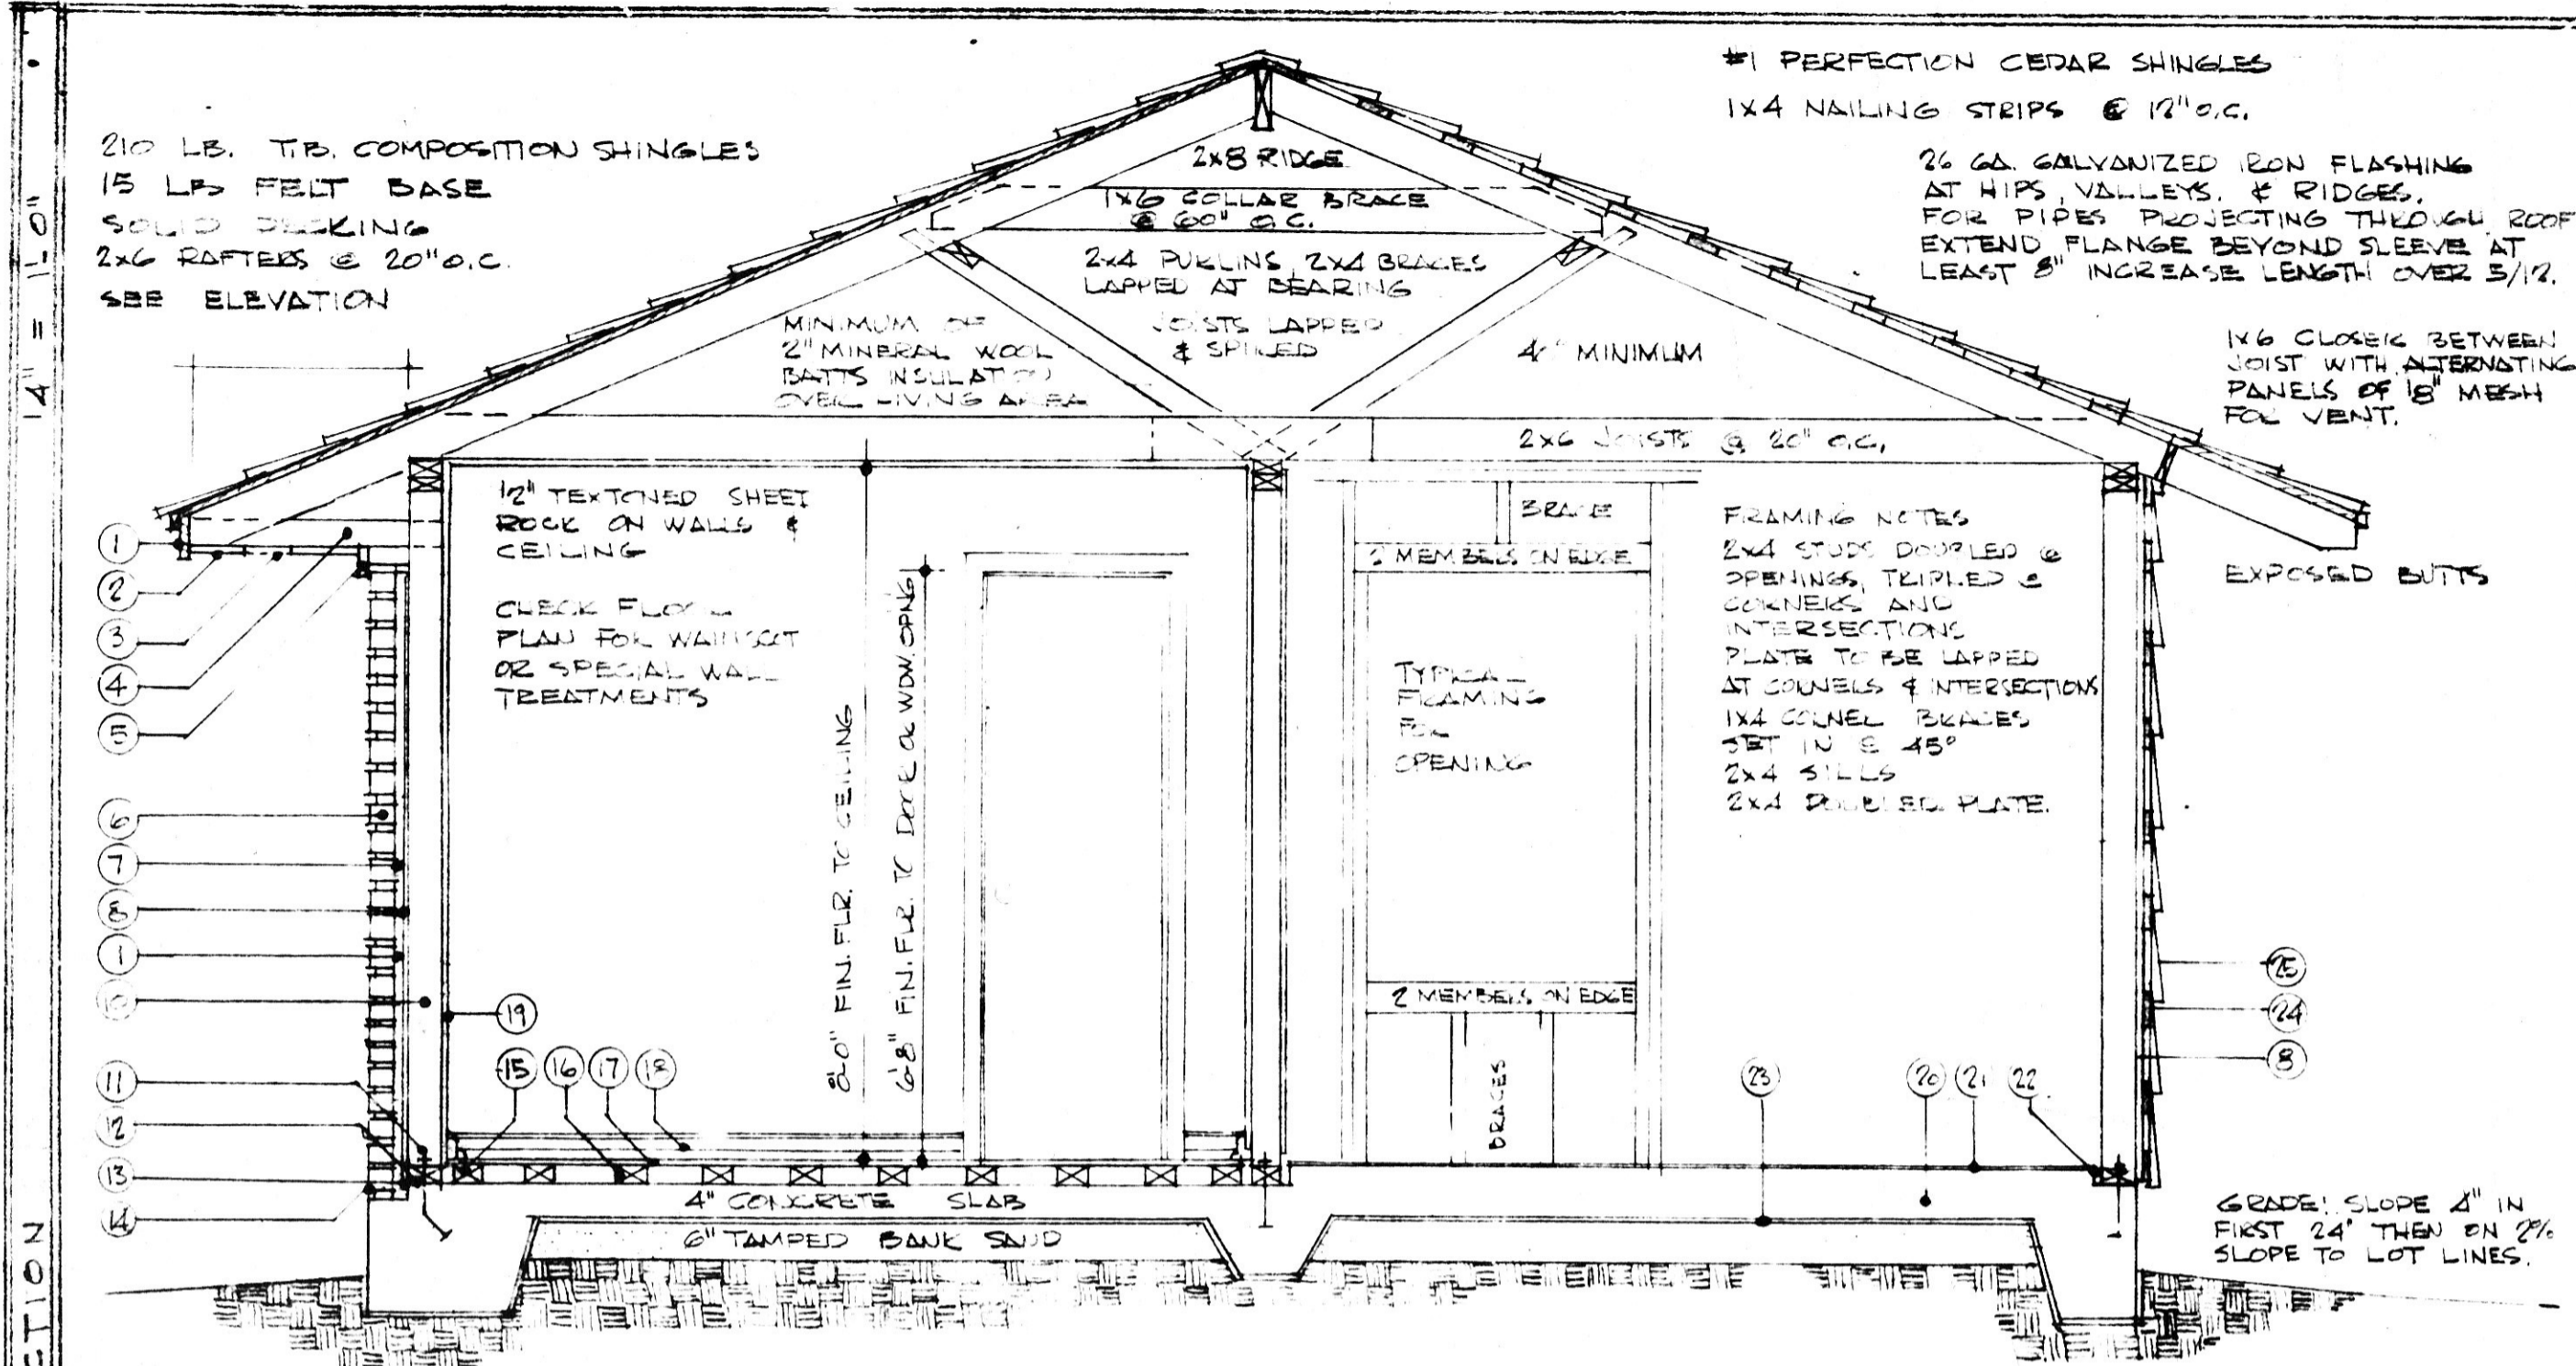 210 LB. T.B. COMPOSITION SHINGLES
15 LB FELT BASE
SOLID DECKING
2x6 RAFTERS @ 20" O.C.
SEE ELEVATION
#1 PERFECTION CEDAR SHINGLES
1x4 NAILING STRIPS @ 12" O.C.
26 GA. GALVANIZED IRON FLASHING
AT HIPS, VALLEYS, & RIDGES.
FOR PIPES PROJECTING THROUGH ROOF
EXTEND FLANGE BEYOND SLEEVE AT
LEAST 8" INCREASE LENGTH OVER 5/12.
1x6 CLOSER BETWEEN
JOIST WITH ALTERNATING
PANELS OF 1/8" MESH
FOR VENT.
EXPOSED BUTTS
2x8 RIDGE
1x6 COLLAR BRACE
@ 60" O.C.
2x4 PURLINS, 2x4 BRACES
LAPPED AT BEARING
JOISTS LAPPED
& SPIKED
MINIMUM OF
2" MINERAL WOOL
BATTS INSULATION
OVER LIVING AREA
4" MINIMUM
2x6 JOISTS @ 20" O.C.
1/2" TEXTONED SHEET
ROCK ON WALLS &
CEILING
CHECK FLOOR
PLAN FOR WAINSCOT
OR SPECIAL WALL
TREATMENTS
8'-0" FIN. FLR. TO CEILING
6'-8" FIN. FLR. TO DOOR OR WDW. OPNG
BRACE
2 MEMBERS ON EDGE
TYPICAL
FRAMING
FOR
OPENING
2 MEMBERS ON EDGE
BRACES
FRAMING NOTES
2x4 STUDS DOUBLED @
OPENINGS, TRIPLED @
CORNERS AND
INTERSECTIONS
PLATE TO BE LAPPED
AT CORNERS & INTERSECTIONS
1x4 CORNER BRACES
SET IN @ 45°
2x4 SILLS
2x4 DOUBLED PLATE.
1
2
3
4
5
6
7
8
1
10
11
12
13
14
19
15 16 17 18
23 20 21 22
25
24
8
4" CONCRETE SLAB
6" TAMPED BANK SAND
GRADE: SLOPE 4" IN
FIRST 24" THEN ON 2%
SLOPE TO LOT LINES.
1/4" = 1'-0"
CTION